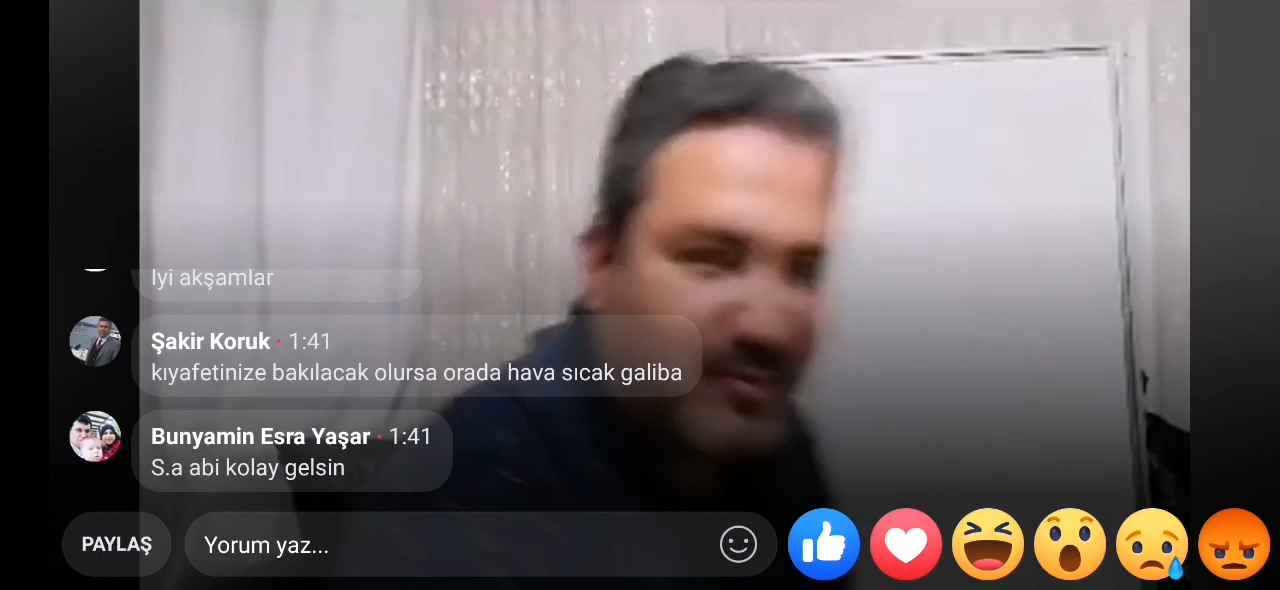 Iyi akşamlar
Şakir Koruk · 1:41
kıyafetinize bakılacak olursa orada hava sıcak galiba
Bunyamin Esra Yaşar · 1:41
S.a abi kolay gelsin
PAYLAŞ
Yorum yaz...